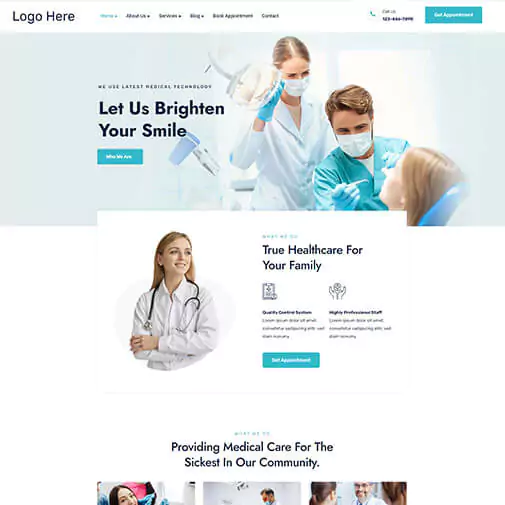 Logo Here
Home
About Us
Services
Blog
Book Appointment
Contact
Call Us
123-444-7890
Get Appointment
WE USE LATEST MEDICAL TECHNOLOGY
Let Us Brighten
Your Smile
Who We Are
WHAT WE DO
True Healthcare For
Your Family
Quality Control System
Lorem ipsum dolor sit amet,
consetetur sadipscing elitr, sed
diam nonumy
Highly Professional Staff
Lorem ipsum dolor sit amet,
consetetur sadipscing elitr, sed
diam nonumy
Get Appointment
WHAT WE DO
Providing Medical Care For The
Sickest In Our Community.